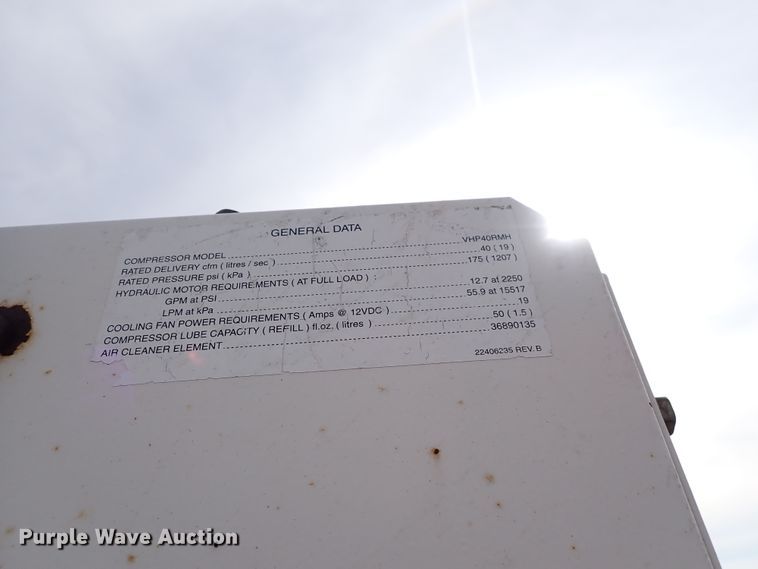 GENERAL DATA
COMPRESSOR MODEL VHP40RMH
RATED DELIVERY cfm ( litres / sec ) 40 ( 19 )
RATED PRESSURE psi ( kPa ) 175 ( 1207 )
HYDRAULIC MOTOR REQUIREMENTS ( AT FULL LOAD ) :
GPM at PSI 12.7 at 2250
LPM at kPa 55.9 at 15517
COOLING FAN POWER REQUIREMENTS ( Amps @ 12VDC ) 19
COMPRESSOR LUBE CAPACITY ( REFILL ) fl.oz. ( litres ) 50 ( 1.5 )
AIR CLEANER ELEMENT 36890135
22406235 REV. B
Purple Wave Auction